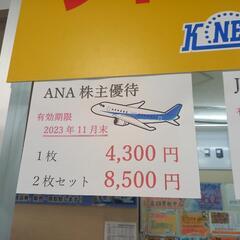 K.NE
ANA 株主優待
有効期限
2023年11月末
1枚 4,300円
2枚セット 8,500円
J